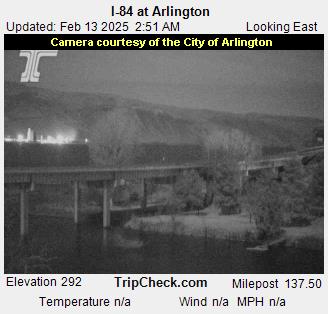 I-84 at Arlington
Updated: Feb 13 2025 2:51 AM Looking East
Camera courtesy of the City of Arlington
Elevation 292 TripCheck.com Milepost 137.50
Temperature n/a Wind n/a MPH n/a